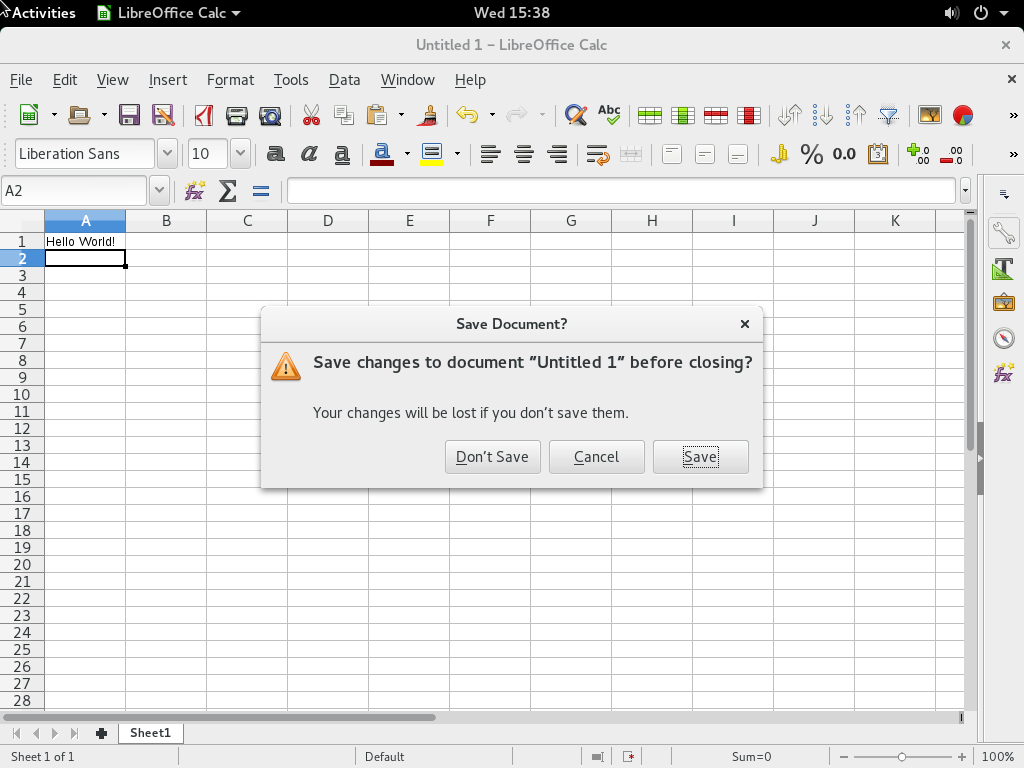 Activities LibreOffice Calc Wed 15:38
Untitled 1 – LibreOffice Calc
File Edit View Insert Format Tools Data Window Help
Abc
Liberation Sans 10 a a a % 0.0 .00 .00
A2 fx Σ =
A B C D E F G H I J K
1 Hello World!
2
3
4
5
6
7
8
9
10
11
12
13
14
15
16
17
18
19
20
21
22
23
24
25
26
27
28
Save Document?
Save changes to document “Untitled 1” before closing?
Your changes will be lost if you don’t save them.
Don’t Save Cancel Save
Sheet1
Sheet 1 of 1 Default Sum=0 100%